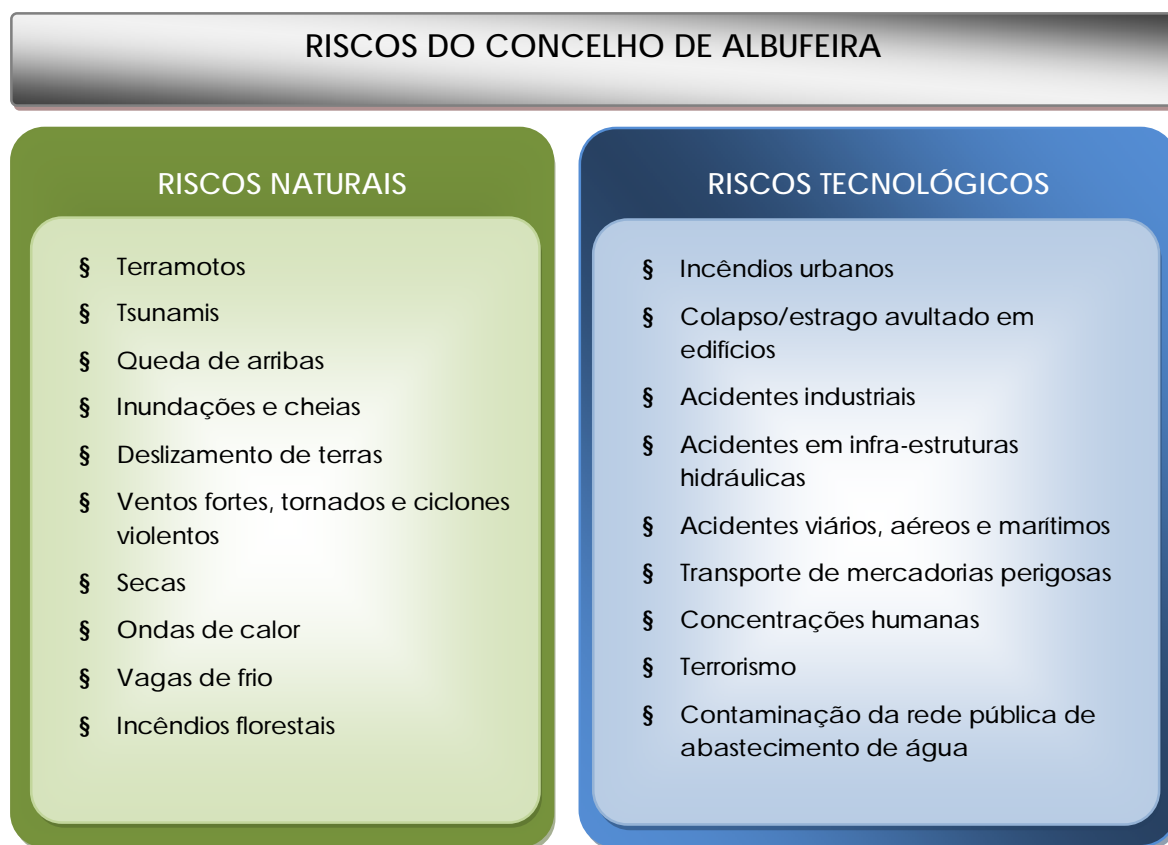 RISCOS DO CONCELHO DE ALBUFEIRA
RISCOS NATURAIS
§ Terramotos
§ Tsunamis
§ Queda de arribas
§ Inundações e cheias
§ Deslizamento de terras
§ Ventos fortes, tornados e ciclones
violentos
§ Secas
§ Ondas de calor
§ Vagas de frio
§ Incêndios florestais
RISCOS TECNOLÓGICOS
§ Incêndios urbanos
§ Colapso/estrago avultado em
edifícios
§ Acidentes industriais
§ Acidentes em infra-estruturas
hidráulicas
§ Acidentes viários, aéreos e marítimos
§ Transporte de mercadorias perigosas
§ Concentrações humanas
§ Terrorismo
§ Contaminação da rede pública de
abastecimento de água